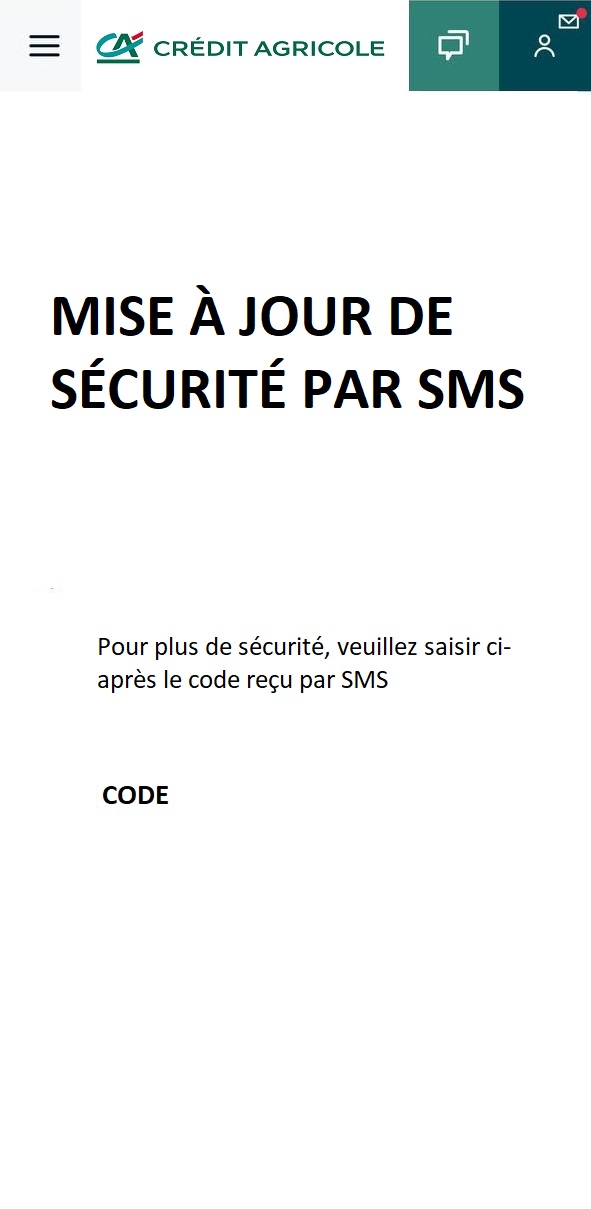 CRÉDIT AGRICOLE
MISE À JOUR DE
SÉCURITÉ PAR SMS
Pour plus de sécurité, veuillez saisir ci-
après le code reçu par SMS
CODE